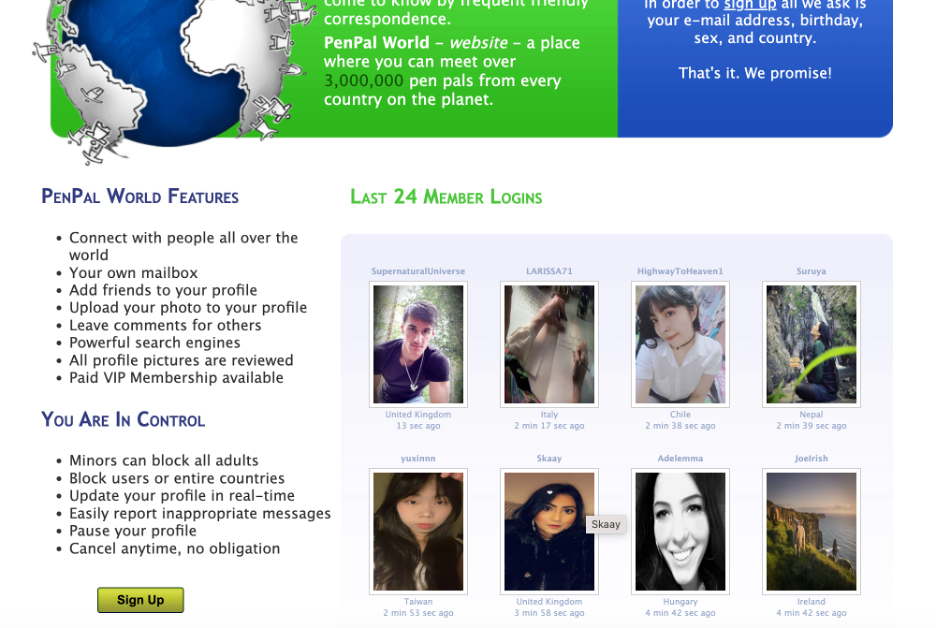 come to know by frequent friendly
correspondence.
PenPal World – website – a place
where you can meet over
3,000,000 pen pals from every
country on the planet.
In order to sign up all we ask is
your e-mail address, birthday,
sex, and country.
That's it. We promise!
PenPal World Features
• Connect with people all over the
world
• Your own mailbox
• Add friends to your profile
• Upload your photo to your profile
• Leave comments for others
• Powerful search engines
• All profile pictures are reviewed
• Paid VIP Membership available
You Are In Control
• Minors can block all adults
• Block users or entire countries
• Update your profile in real-time
• Easily report inappropriate messages
• Pause your profile
• Cancel anytime, no obligation
Sign Up
Last 24 Member Logins
SupernaturalUniverse
United Kingdom
13 sec ago
LARISSA71
Italy
2 min 17 sec ago
HighwayToHeaven1
Chile
2 min 38 sec ago
Suruya
Nepal
2 min 39 sec ago
yuxinnn
Taiwan
2 min 53 sec ago
Skaay
Skaay
United Kingdom
3 min 58 sec ago
Adelemma
Hungary
4 min 42 sec ago
JoeIrish
Ireland
4 min 42 sec ago